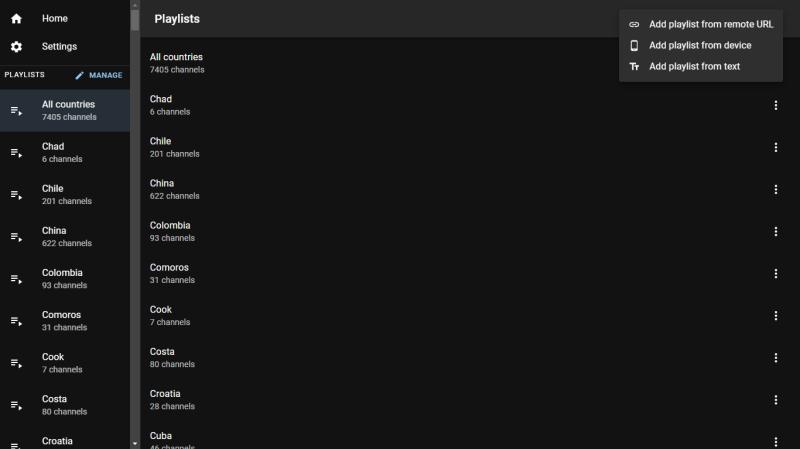 Home
Settings
PLAYLISTS
MANAGE
All countries
7405 channels
Chad
6 channels
Chile
201 channels
China
622 channels
Colombia
93 channels
Comoros
31 channels
Cook
7 channels
Costa
80 channels
Croatia
Playlists
Add playlist from remote URL
Add playlist from device
Add playlist from text
All countries
7405 channels
Chad
6 channels
Chile
201 channels
China
622 channels
Colombia
93 channels
Comoros
31 channels
Cook
7 channels
Costa
80 channels
Croatia
28 channels
Cuba
46 channels